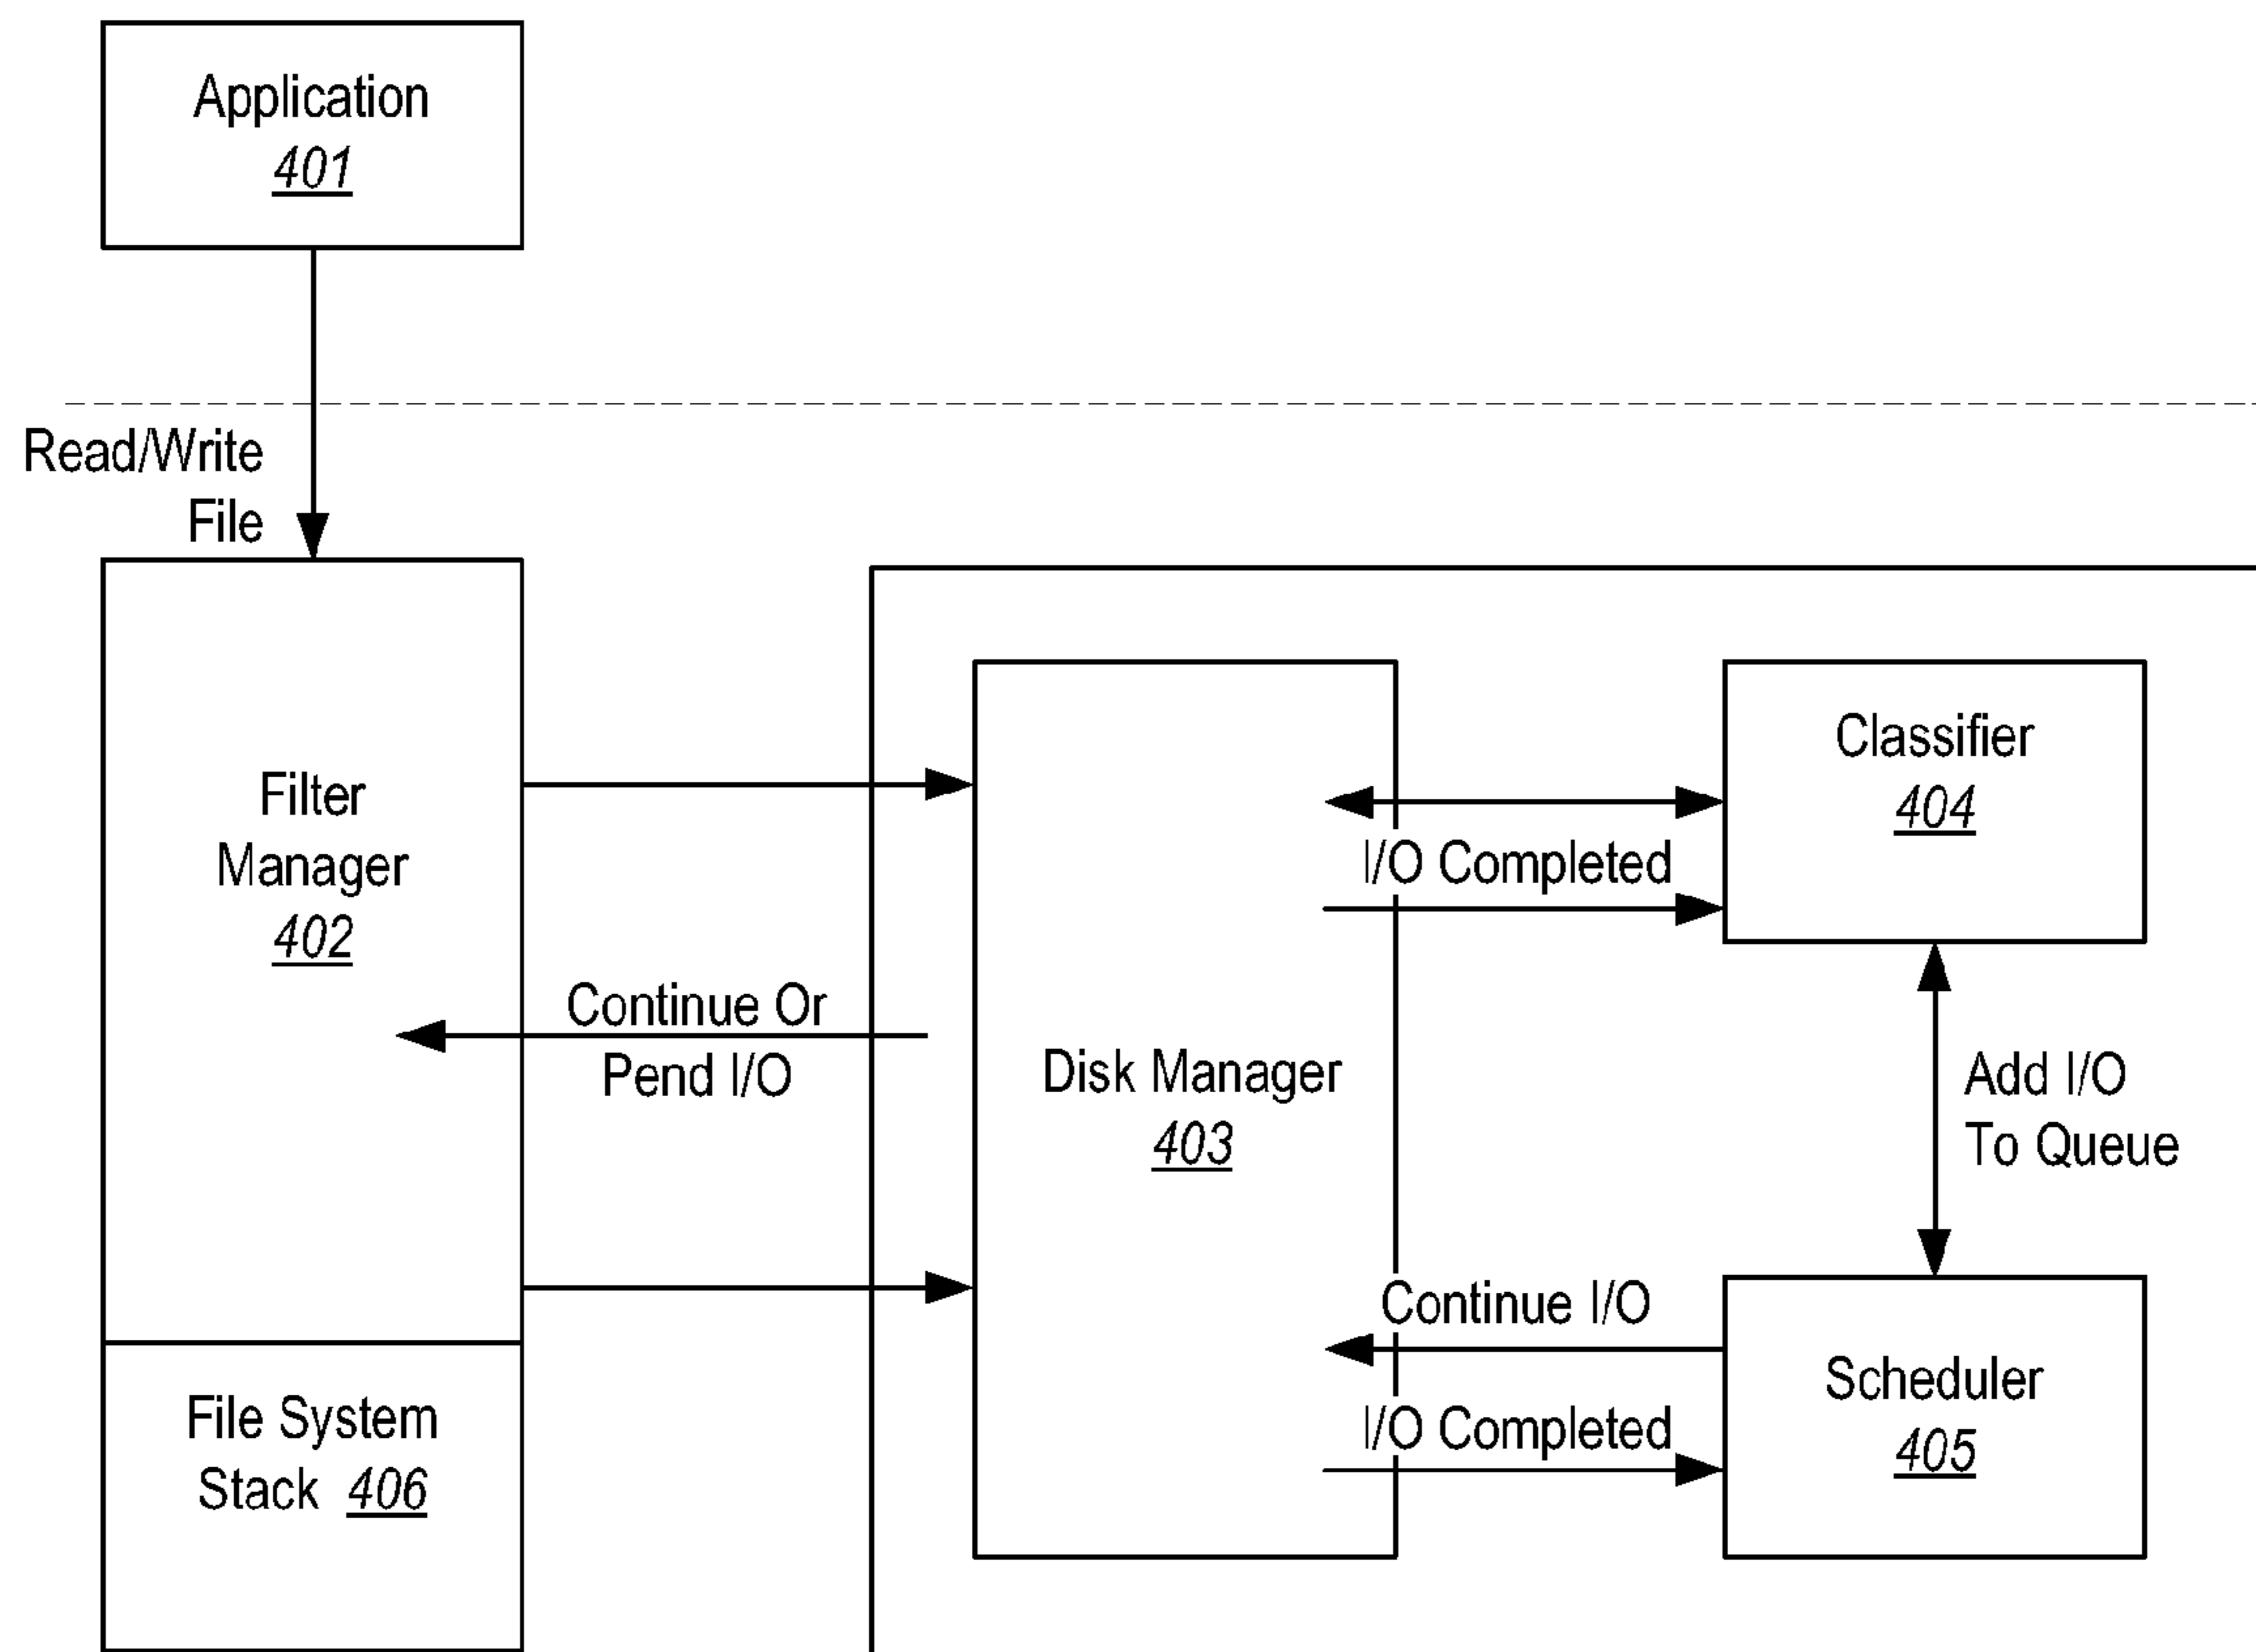 Application
401
Read/Write
File
Filter
Manager
402
Continue Or
Pend I/O
File System
Stack 406
Disk Manager
403
Classifier
404
I/O Completed
Add I/O
To Queue
Continue I/O
I/O Completed
Scheduler
405